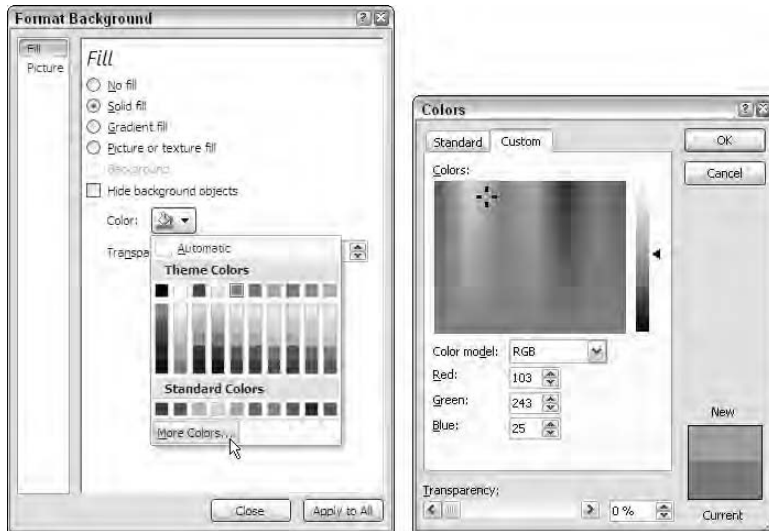 Format Background
Fill
Picture
Fill
No fill
Solid fill
Gradient fill
Picture or texture fill
Background
Hide background objects
Color:
Transpa
Automatic
Theme Colors
Standard Colors
More Colors...
Close
Apply to All
Colors
Standard
Custom
OK
Cancel
Colors:
Color model:
RGB
Red:
103
Green:
243
Blue:
25
New
Current
Transparency:
0 %